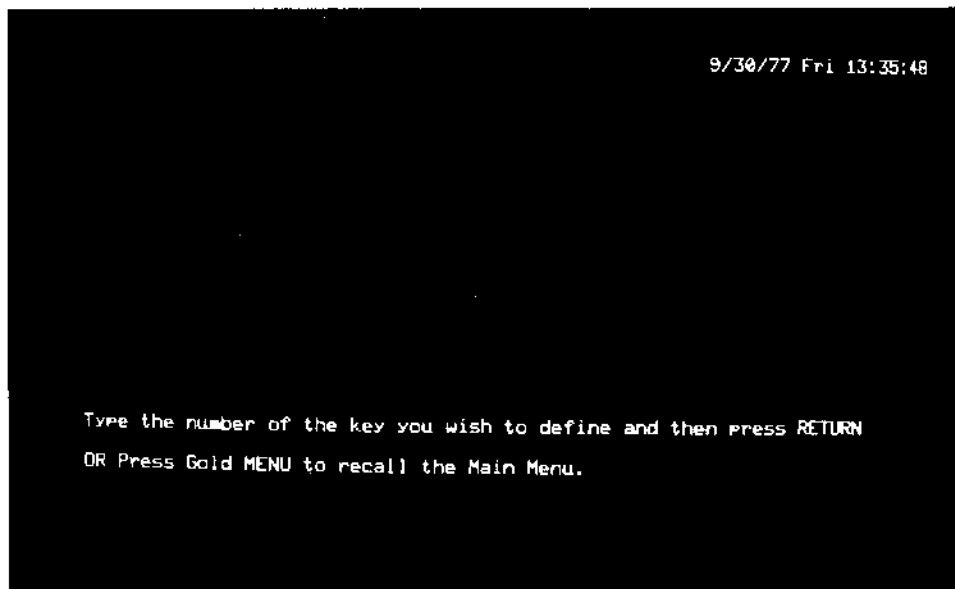 9/30/77 Fri 13:35:48
Type the number of the key you wish to define and then press RETURN
OR Press Gold MENU to recall the Main Menu.